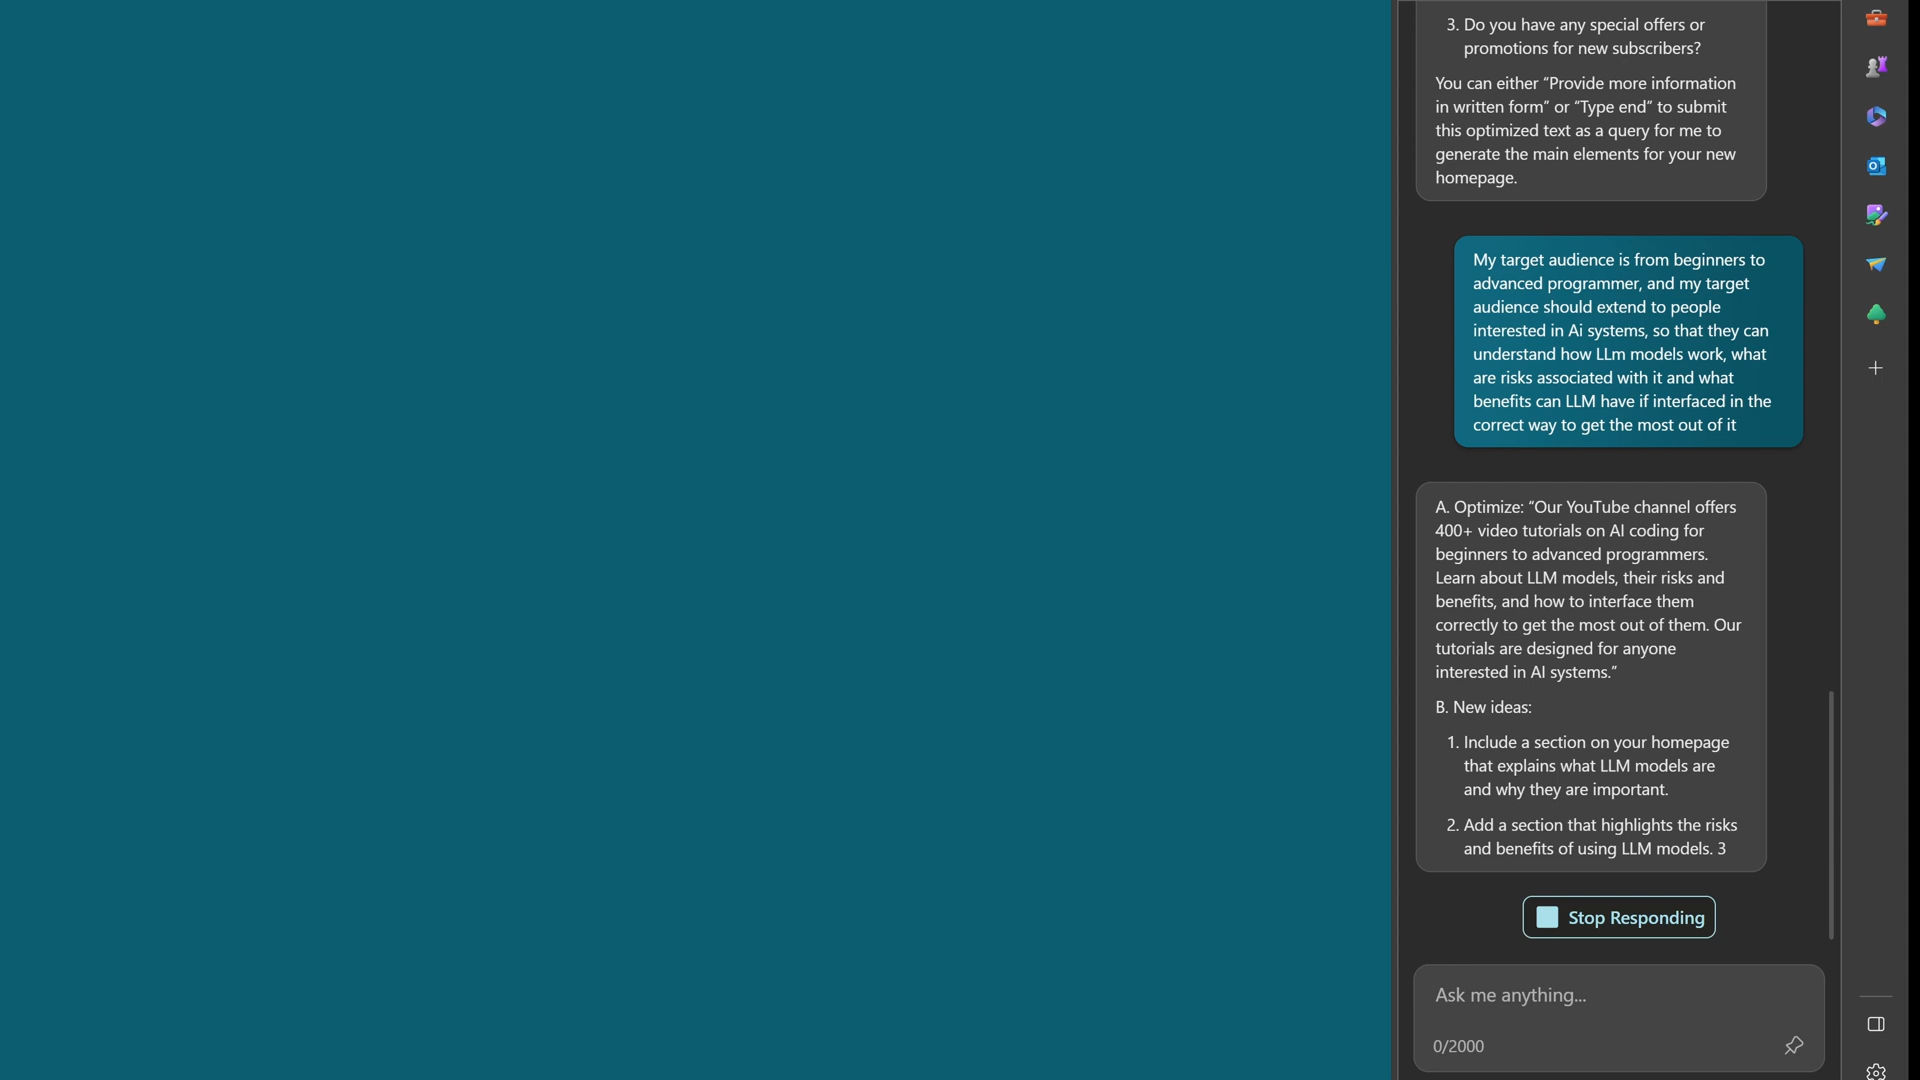 3. Do you have any special offers or
promotions for new subscribers?
You can either “Provide more information
in written form” or “Type end” to submit
this optimized text as a query for me to
generate the main elements for your new
homepage.
My target audience is from beginners to
advanced programmer, and my target
audience should extend to people
interested in Ai systems, so that they can
understand how LLm models work, what
are risks associated with it and what
benefits can LLM have if interfaced in the
correct way to get the most out of it
A. Optimize: “Our YouTube channel offers
400+ video tutorials on AI coding for
beginners to advanced programmers.
Learn about LLM models, their risks and
benefits, and how to interface them
correctly to get the most out of them. Our
tutorials are designed for anyone
interested in AI systems.”
B. New ideas:
1. Include a section on your homepage
that explains what LLM models are
and why they are important.
2. Add a section that highlights the risks
and benefits of using LLM models. 3
Stop Responding
Ask me anything...
0/2000